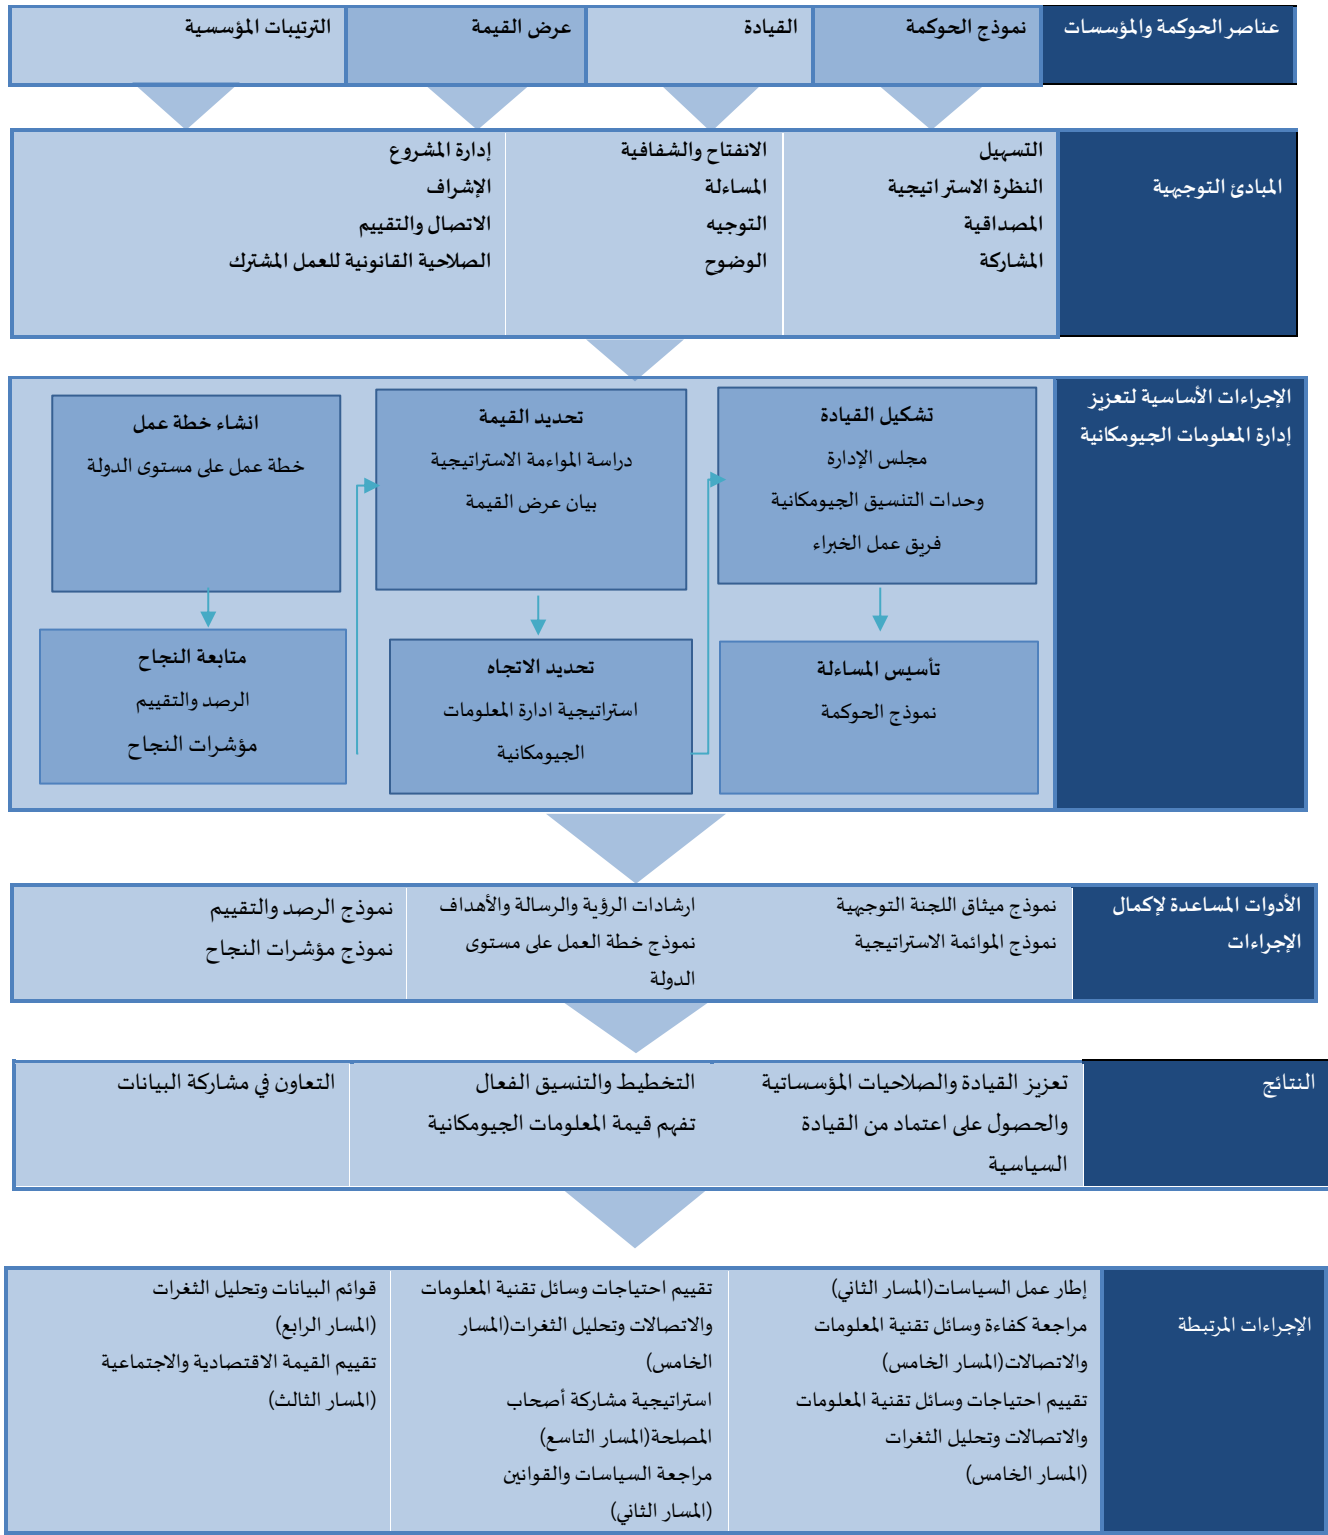 عناصر الحوكمة والمؤسسات
نموذج الحوكمة
القيادة
عرض القيمة
الترتيبات المؤسسية
المبادئ التوجيهية
التسهيل
النظرة الاستراتيجية
المصداقية
المشاركة
الانفتاح والشفافية
المساءلة
التوجيه
الوضوح
إدارة المشروع
الإشراف
الاتصال والتقييم
الصلاحية القانونية للعمل المشترك
الإجراءات الأساسية لتعزيز
إدارة المعلومات الجيومكانية
تشكيل القيادة
مجلس الإدارة
وحدات التنسيق الجيومكانية
فريق عمل الخبراء
تأسيس المساءلة
نموذج الحوكمة
تحديد القيمة
دراسة المواءمة الاستراتيجية
بيان عرض القيمة
تحديد الاتجاه
استراتيجية ادارة المعلومات
الجيومكانية
انشاء خطة عمل
خطة عمل على مستوى الدولة
متابعة النجاح
الرصد والتقييم
مؤشرات النجاح
الأدوات المساعدة لإكمال
الإجراءات
نموذج ميثاق اللجنة التوجيهية
نموذج الموائمة الاستراتيجية
ارشادات الرؤية والرسالة والأهداف
نموذج خطة العمل على مستوى
الدولة
نموذج الرصد والتقييم
نموذج مؤشرات النجاح
النتائج
تعزيز القيادة والصلاحيات المؤسساتية
والحصول على اعتماد من القيادة
السياسية
التخطيط والتنسيق الفعال
تفهم قيمة المعلومات الجيومكانية
التعاون في مشاركة البيانات
الإجراءات المرتبطة
إطار عمل السياسات(المسار الثاني)
مراجعة كفاءة وسائل تقنية المعلومات
والاتصالات(المسار الخامس)
تقييم احتياجات وسائل تقنية المعلومات
والاتصالات وتحليل الثغرات
(المسار الخامس)
تقييم احتياجات وسائل تقنية المعلومات
والاتصالات وتحليل الثغرات(المسار
الخامس)
استراتيجية مشاركة أصحاب
المصلحة(المسار التاسع)
مراجعة السياسات والقوانين
(المسار الثاني)
قوائم البيانات وتحليل الثغرات
(المسار الرابع)
تقييم القيمة الاقتصادية والاجتماعية
(المسار الثالث)